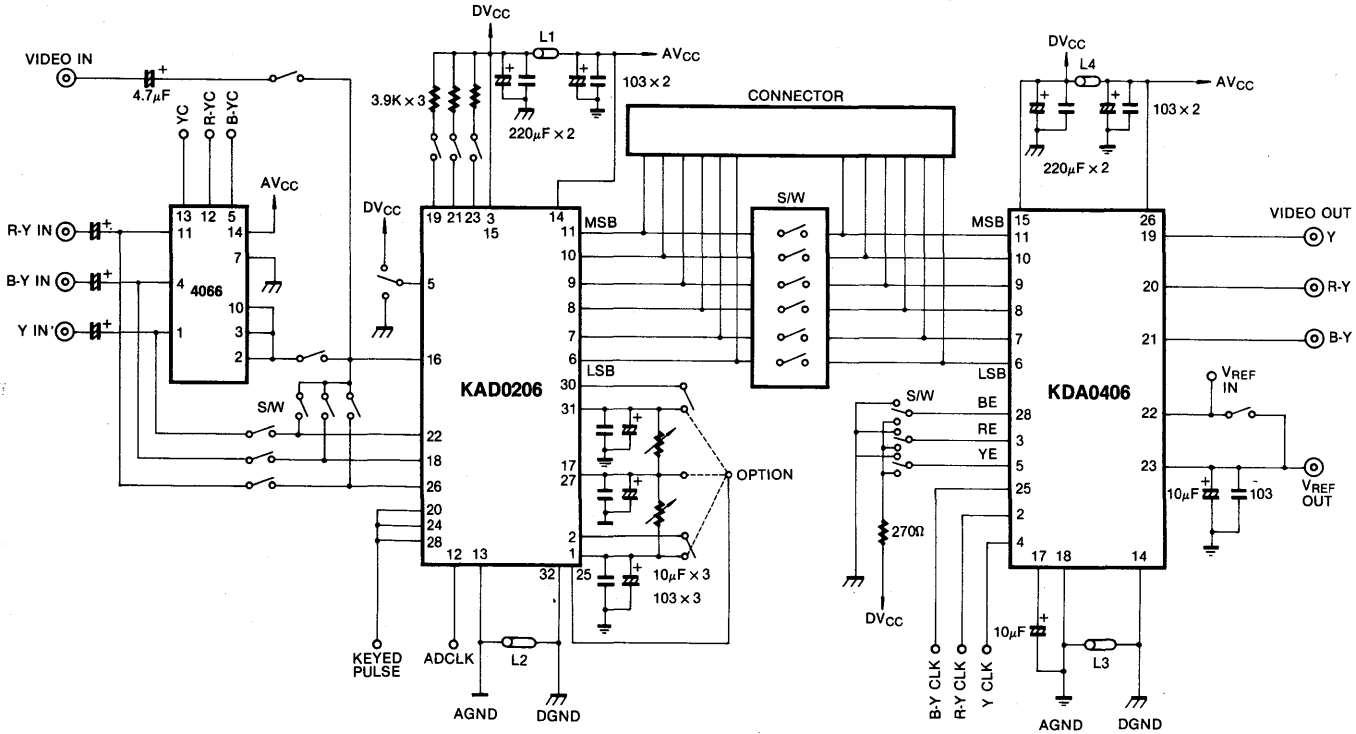 VIDEO IN
4.7μF
+
YC
R-YC
B-YC
AVCC
R-Y IN
+
B-Y IN
+
Y IN
+
13 12 5
11 14
7
4
4066
10
3
1
2
S/W
DVCC
L1
AVCC
+
+
3.9K × 3
103 × 2
220μF × 2
DVCC
19 21 23 3 14
15
5
16
22
18
26
20
24
28
12 13 32 25
KAD0206
MSB
11
10
9
8
7
6
LSB
30
31
17
27
2
1
+
+
+
10μF × 3
103 × 3
OPTION
KEYED
PULSE
ADCLK
L2
AGND
DGND
CONNECTOR
S/W
DVCC
L4
AVCC
+
+
103 × 2
220μF × 2
MSB
15 26
11 19
10
9 20
8
7 21
6
LSB
KDA0406
S/W
BE
28 22
RE
3
YE
5 23
25
2
4
17 18 14
270Ω
DVCC
B-Y CLK
R-Y CLK
Y CLK
10μF
+
L3
AGND
DGND
VIDEO OUT
Y
R-Y
B-Y
VREF
IN
10μF
+
103
VREF
OUT